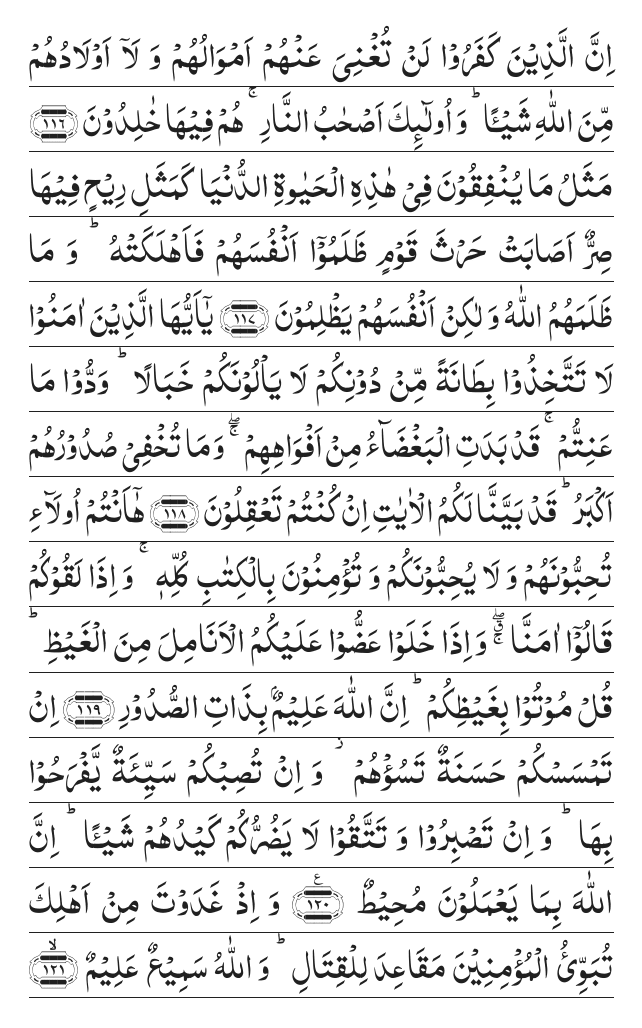 اِنَّ الَّذِيْنَ كَفَرُوْا لَنْ تُغْنِيَ عَنْهُمْ اَمْوَالُهُمْ وَ لَاۤ اَوْلَادُهُمْ
مِّنَ اللّٰهِ شَيْـًٔا ؕ وَ اُولٰٓىِٕكَ اَصْحٰبُ النَّارِ ۚ هُمْ فِيْهَا خٰلِدُوْنَ ۝۱۱۶
مَثَلُ مَا يُنْفِقُوْنَ فِيْ هٰذِهِ الْحَيٰوةِ الدُّنْيَا كَمَثَلِ رِيْحٍ فِيْهَا
صِرٌّ اَصَابَتْ حَرْثَ قَوْمٍ ظَلَمُوْۤا اَنْفُسَهُمْ فَاَهْلَكَتْهُ ؕ وَ مَا
ظَلَمَهُمُ اللّٰهُ وَ لٰكِنْ اَنْفُسَهُمْ يَظْلِمُوْنَ ۝۱۱۷ يٰۤاَيُّهَا الَّذِيْنَ اٰمَنُوْا
لَا تَتَّخِذُوْا بِطَانَةً مِّنْ دُوْنِكُمْ لَا يَاْلُوْنَكُمْ خَبَالًا ؕ وَدُّوْا مَا
عَنِتُّمْ ۚ قَدْ بَدَتِ الْبَغْضَآءُ مِنْ اَفْوَاهِهِمْ ۖۚ وَ مَا تُخْفِيْ صُدُوْرُهُمْ
اَكْبَرُ ؕ قَدْ بَيَّنَّا لَكُمُ الْاٰيٰتِ اِنْ كُنْتُمْ تَعْقِلُوْنَ ۝۱۱۸ هٰۤاَنْتُمْ اُولَآءِ
تُحِبُّوْنَهُمْ وَ لَا يُحِبُّوْنَكُمْ وَ تُؤْمِنُوْنَ بِالْكِتٰبِ كُلِّهٖ ۚ وَ اِذَا لَقُوْكُمْ
قَالُوْۤا اٰمَنَّا ۖۗۚ وَ اِذَا خَلَوْا عَضُّوْا عَلَيْكُمُ الْاَنَامِلَ مِنَ الْغَيْظِ ؕ
قُلْ مُوْتُوْا بِغَيْظِكُمْ ؕ اِنَّ اللّٰهَ عَلِيْمٌۢ بِذَاتِ الصُّدُوْرِ ۝۱۱۹ اِنْ
تَمْسَسْكُمْ حَسَنَةٌ تَسُؤْهُمْ ؗ وَ اِنْ تُصِبْكُمْ سَيِّئَةٌ يَّفْرَحُوْا
بِهَا ؕ وَ اِنْ تَصْبِرُوْا وَ تَتَّقُوْا لَا يَضُرُّكُمْ كَيْدُهُمْ شَيْـًٔا ؕ اِنَّ
اللّٰهَ بِمَا يَعْمَلُوْنَ مُحِيْطٌ ۝۱۲۰ ع وَ اِذْ غَدَوْتَ مِنْ اَهْلِكَ
تُبَوِّئُ الْمُؤْمِنِيْنَ مَقَاعِدَ لِلْقِتَالِ ؕ وَ اللّٰهُ سَمِيْعٌ عَلِيْمٌ ۝۱۲۱ ۙ